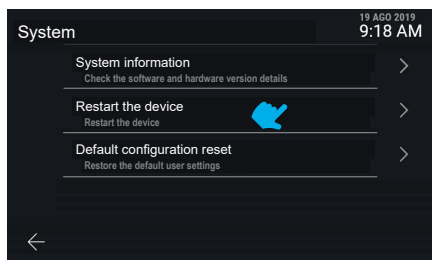 19 AGO 2019
System
9:18 AM
System information
Check the software and hardware version details
Restart the device
Restart the device
Default configuration reset
Restore the default user settings